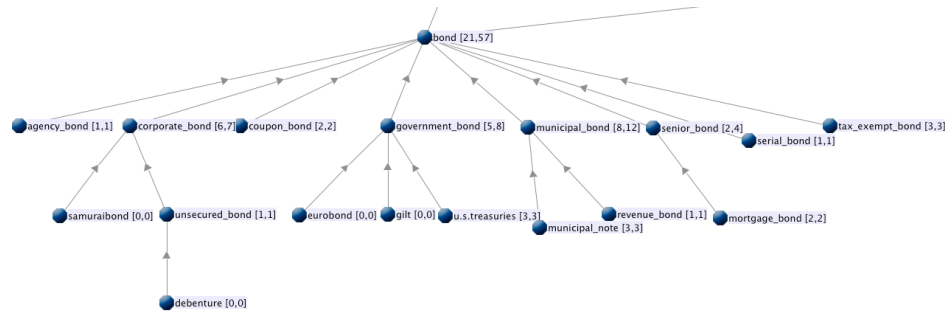 bond [21,57]
agency_bond [1,1]
corporate_bond [6,7]
coupon_bond [2,2]
government_bond [5,8]
municipal_bond [8,12]
senior_bond [2,4]
tax_exempt_bond [3,3]
serial_bond [1,1]
samuraibond [0,0]
unsecured_bond [1,1]
eurobond [0,0]
gilt [0,0]
u.s.treasuries [3,3]
revenue_bond [1,1]
mortgage_bond [2,2]
municipal_note [3,3]
debenture [0,0]